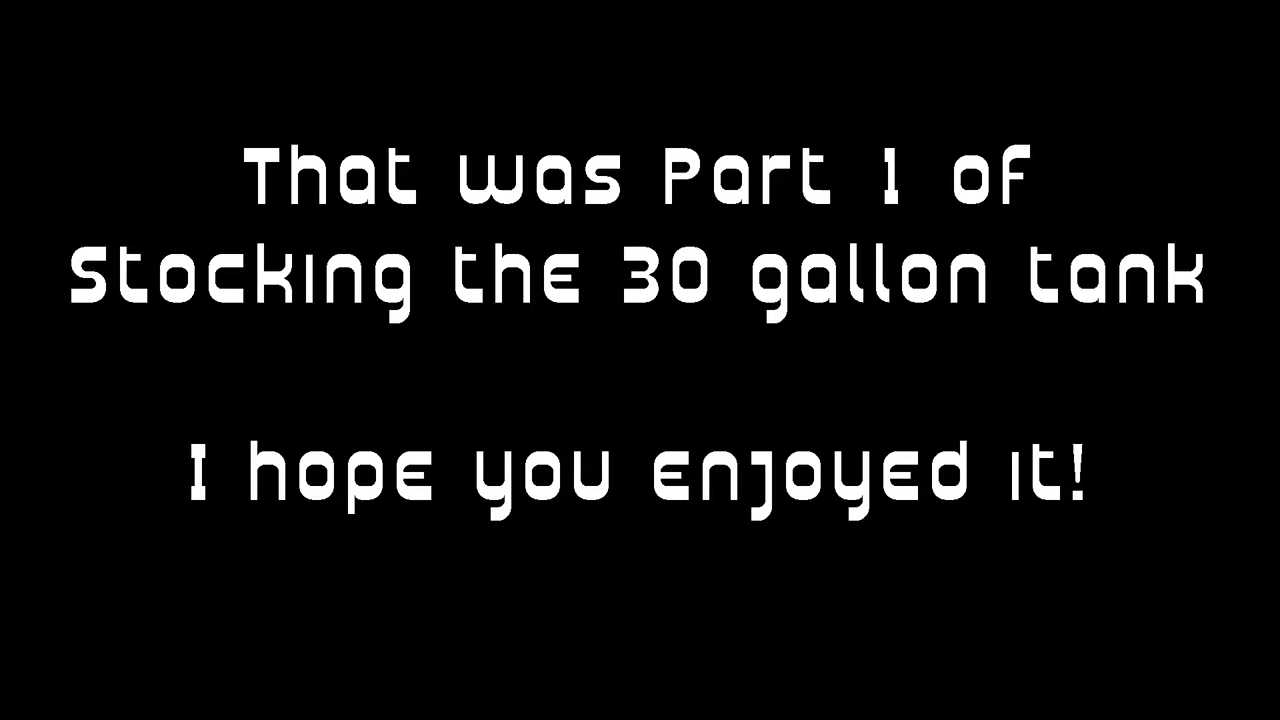 That was Part 1 of
Stocking the 30 gallon tank
I hope you enjoyed it!